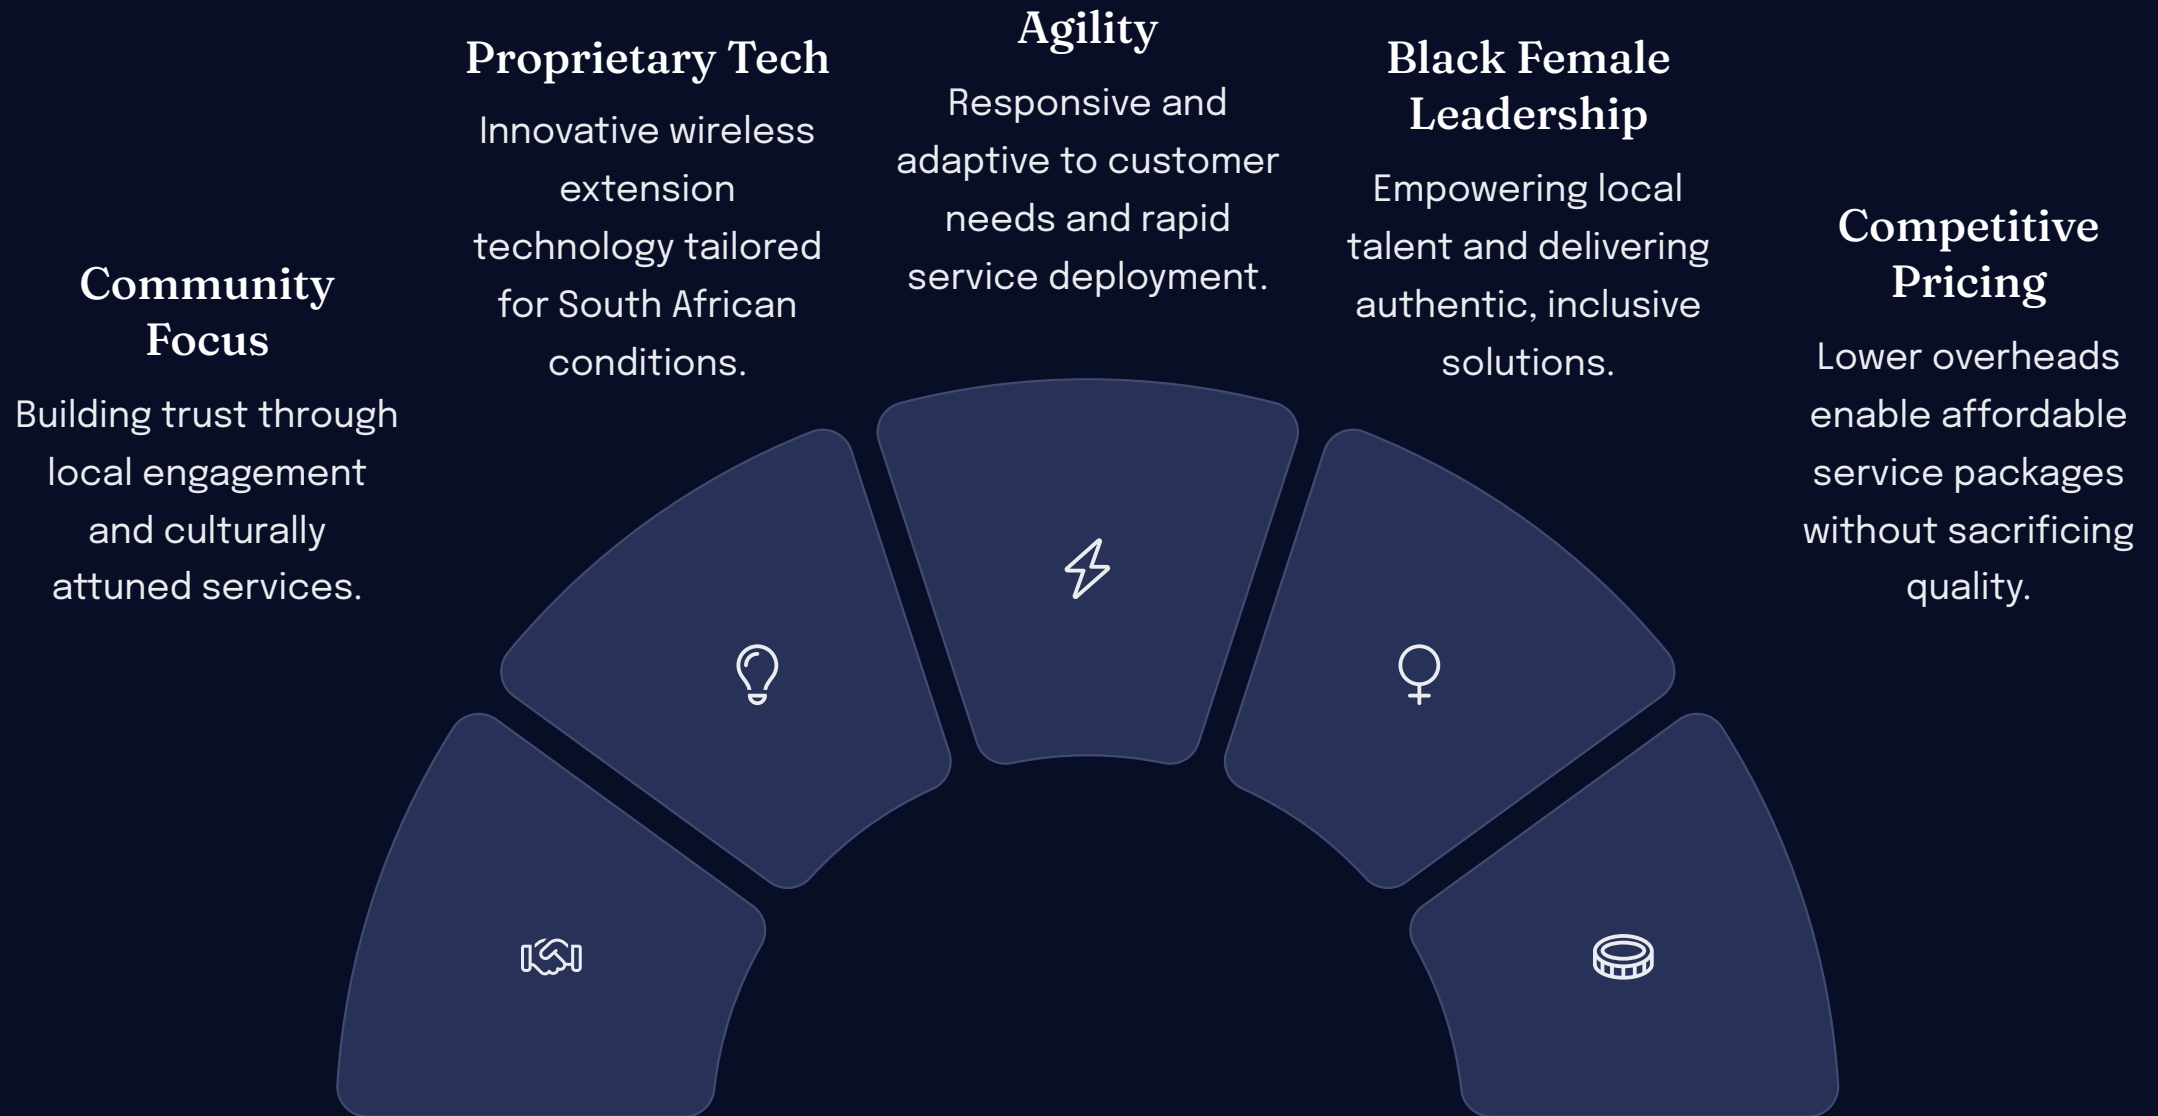 Community
Focus
Building trust through
local engagement
and culturally
attuned services.
Proprietary Tech
Innovative wireless
extension
technology tailored
for South African
conditions.
Agility
Responsive and
adaptive to customer
needs and rapid
service deployment.
Black Female
Leadership
Empowering local
talent and delivering
authentic, inclusive
solutions.
Competitive
Pricing
Lower overheads
enable affordable
service packages
without sacrificing
quality.